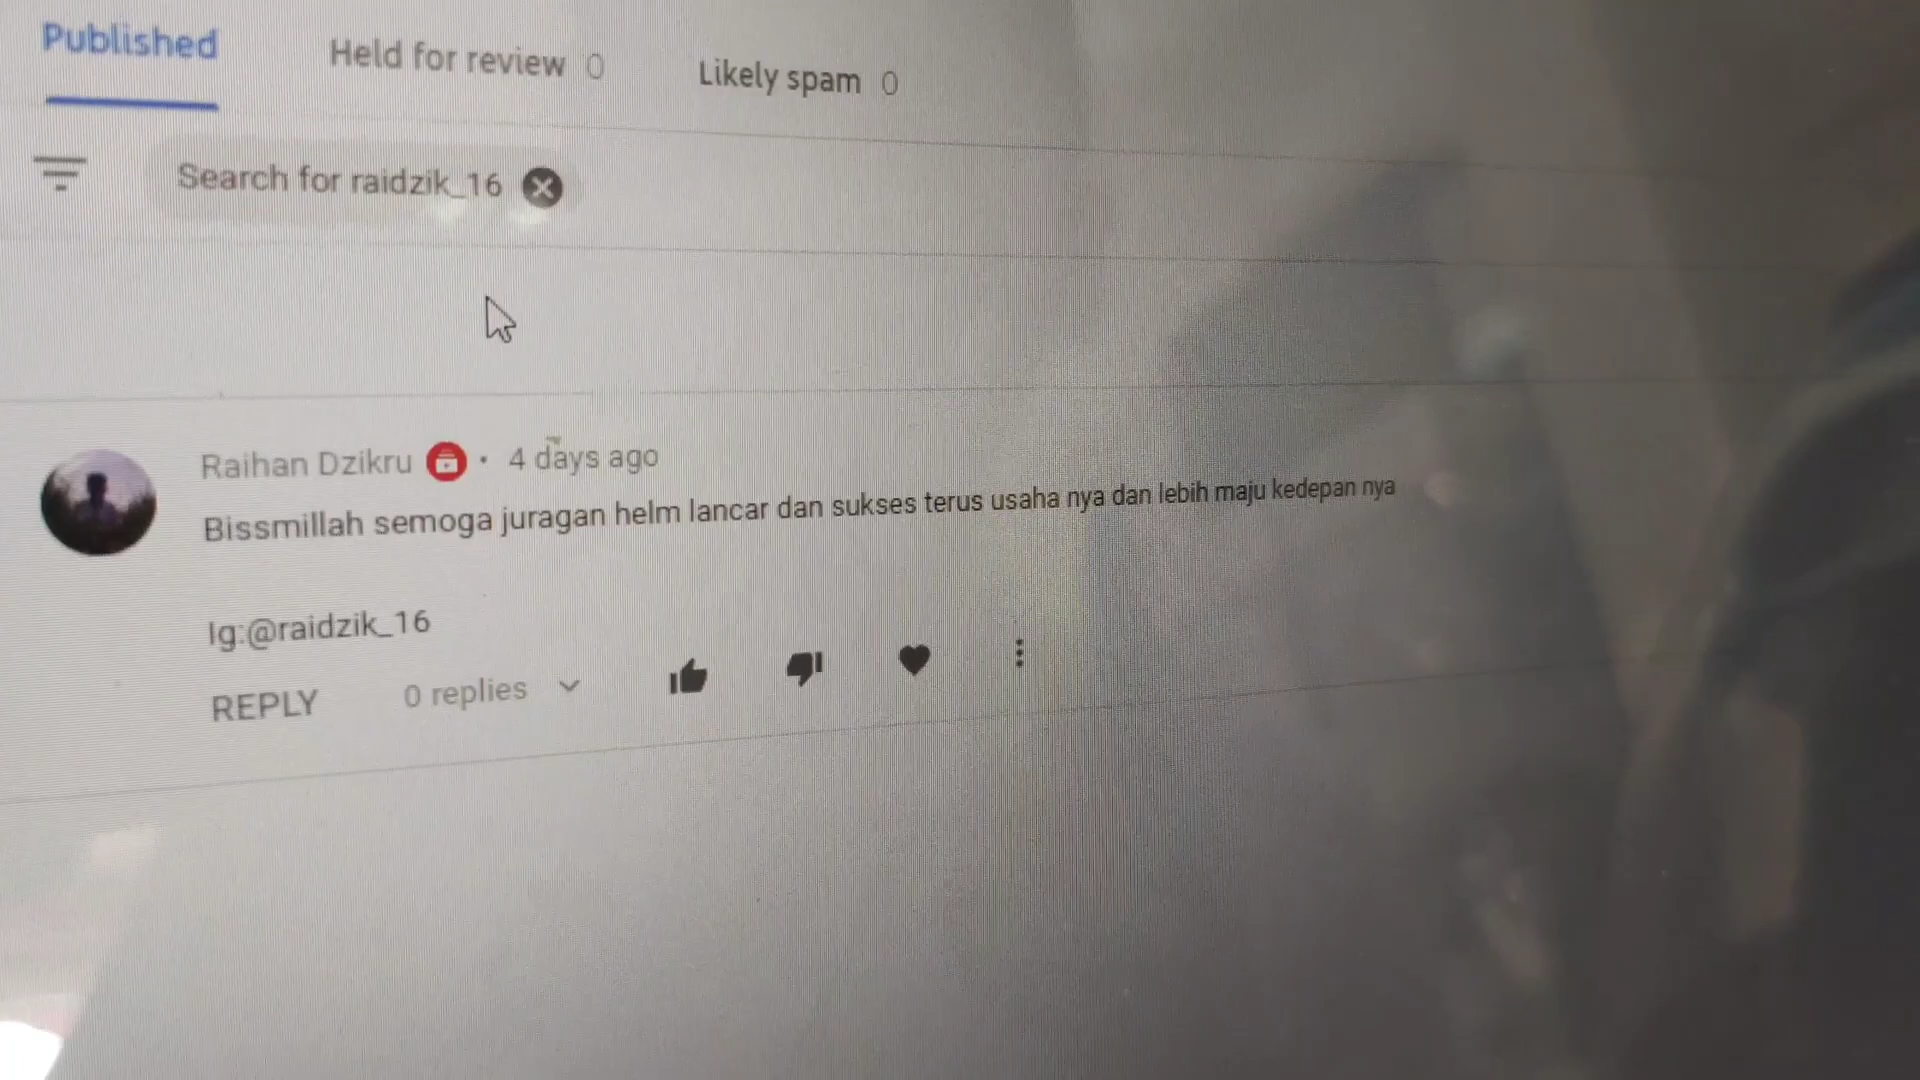 Published
Held for review 0
Likely spam 0
Search for raidzik_16
Raihan Dzikru · 4 days ago
Bissmillah semoga juragan helm lancar dan sukses terus usaha nya dan lebih maju kedepan nya
Ig:@raidzik_16
REPLY
0 replies